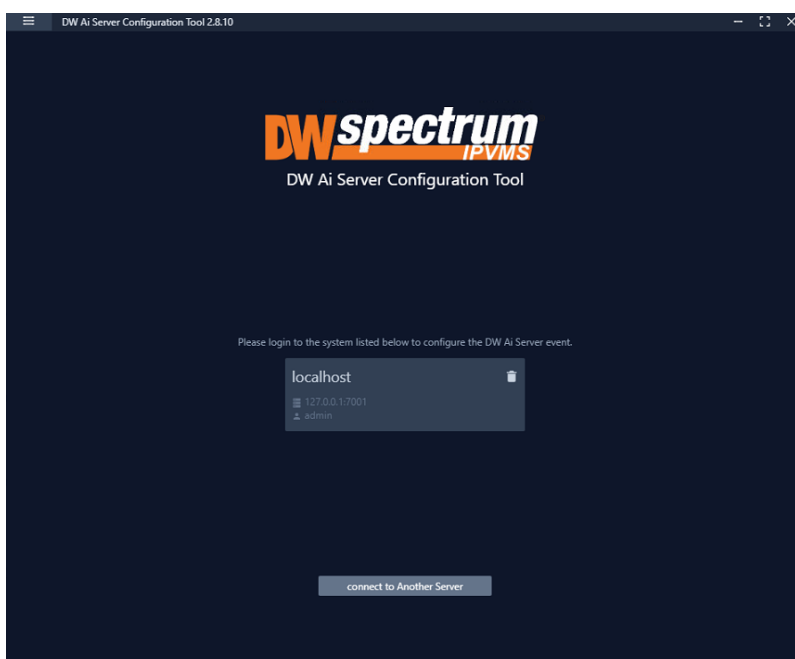 DW Ai Server Configuration Tool 2.8.10
DW spectrum
IPVMS
DW Ai Server Configuration Tool
Please login to the system listed below to configure the DW Ai Server event.
localhost
127.0.0.1:7001
admin
connect to Another Server